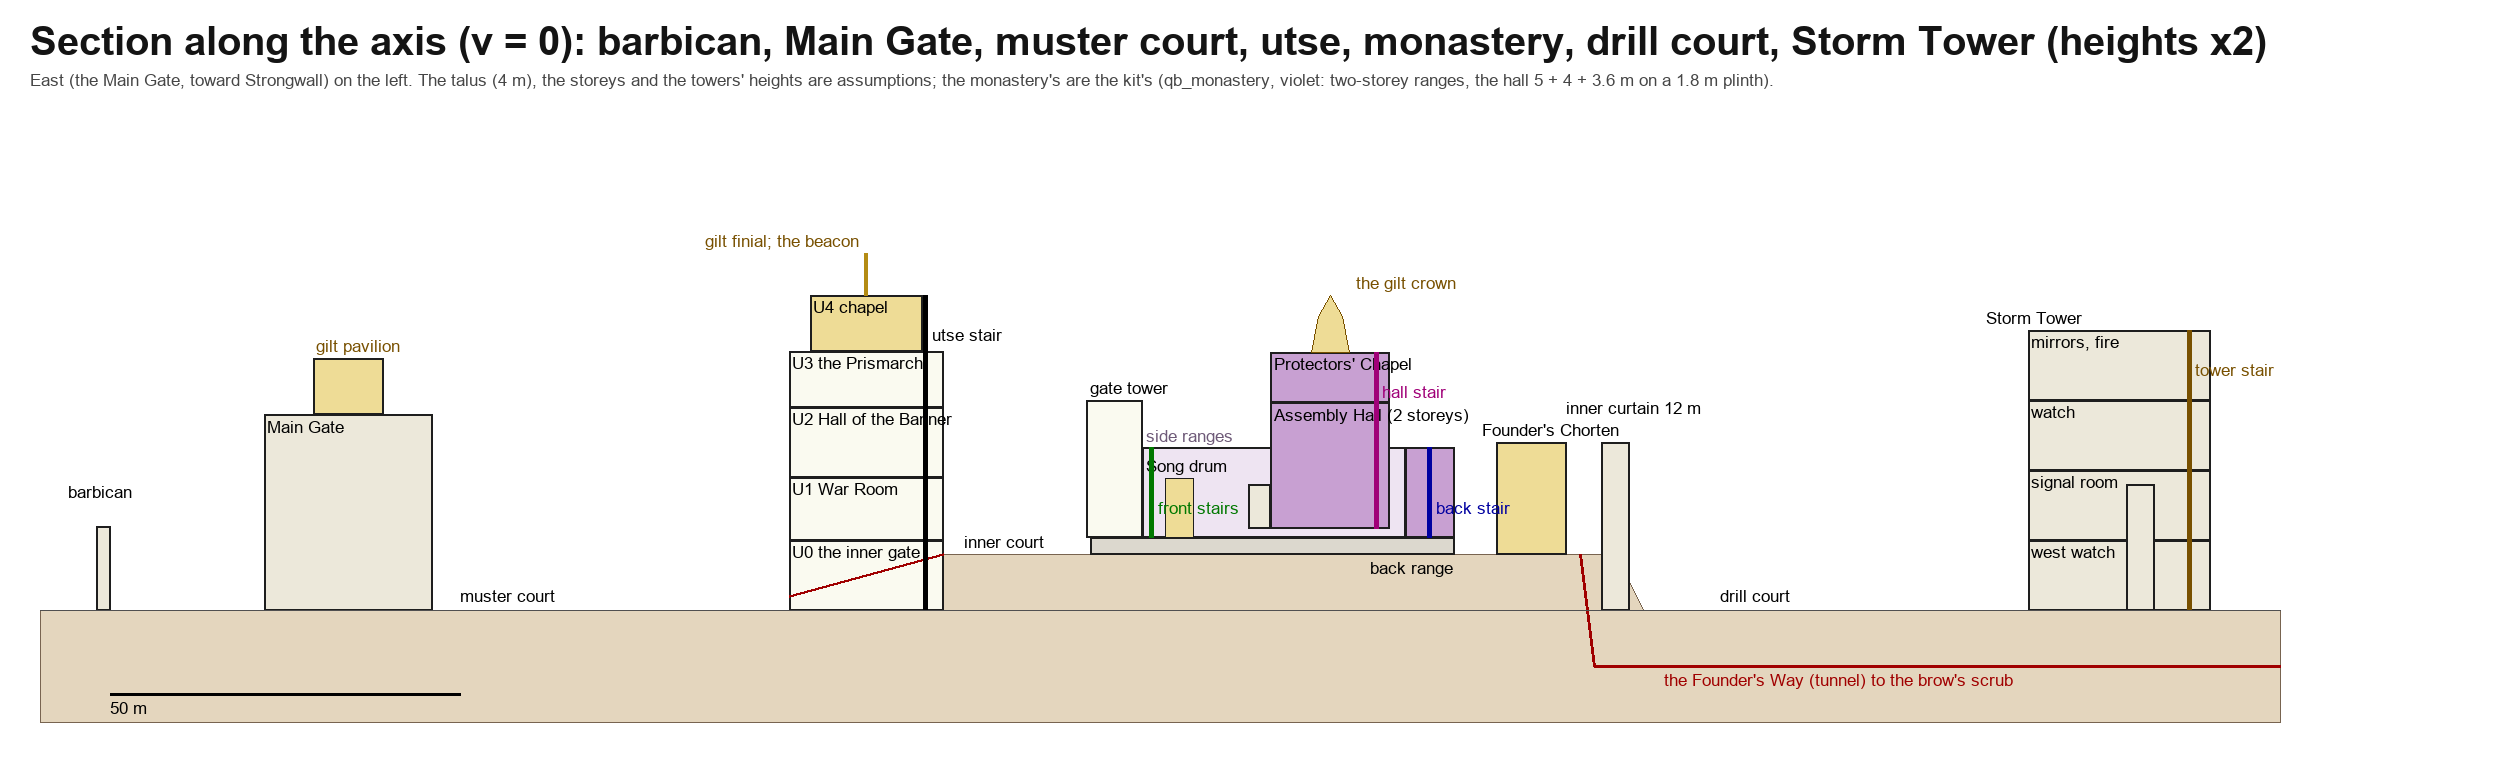 Section along the axis (v = 0): barbican, Main Gate, muster court, utse, monastery, drill court, Storm Tower (heights x2)
East (the Main Gate, toward Strongwall) on the left. The talus (4 m), the storeys and the towers' heights are assumptions; the monastery's are the kit's (qb_monastery, violet: two-storey ranges, the hall 5 + 4 + 3.6 m on a 1.8 m plinth).
gilt finial; the beacon
the gilt crown
U4 chapel
Storm Tower
utse stair
mirrors, fire
gilt pavilion
U3 the Prismarch
Protectors' Chapel
tower stair
gate tower
hall stair
inner curtain 12 m
watch
Assembly Hall (2 storeys)
U2 Hall of the Banner
Main Gate
Founder's Chorten
side ranges
Song drum
signal room
U1 War Room
barbican
front stairs
back stair
inner court
U0 the inner gate
west watch
back range
muster court
drill court
the Founder's Way (tunnel) to the brow's scrub
50 m